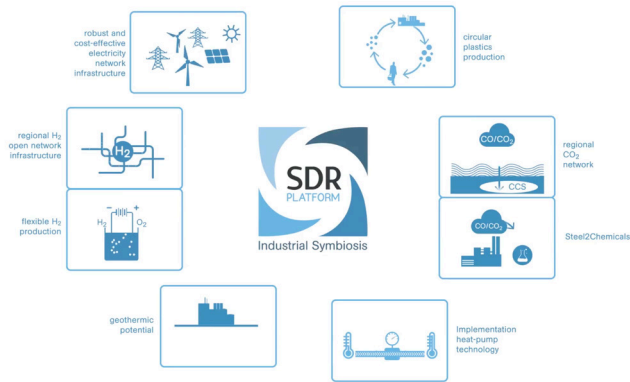 robust and
cost-effective
electricity
network
infrastructure
circular
plastics
production
regional H₂
open network
infrastructure
H₂
flexible H₂
production
− +
H₂ O₂
SDR
PLATFORM
Industrial Symbiosis
CO/CO₂
CCS
regional
CO₂
network
CO/CO₂
Steel2Chemicals
geothermic
potential
Implementation
heat-pump
technology